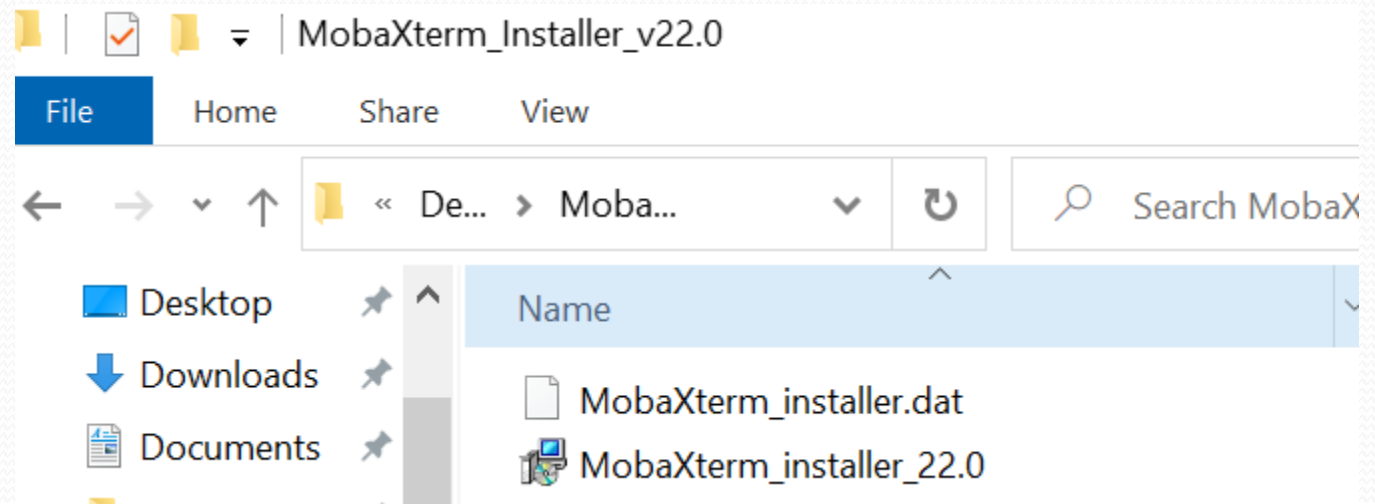 MobaXterm_Installer_v22.0
File Home Share View
« De... > Moba... Search MobaX
Desktop
Name
Downloads
MobaXterm_installer.dat
Documents
MobaXterm_installer_22.0